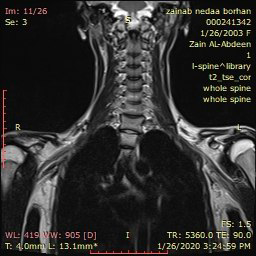 Im: 11/26
Se: 3
zainab nedaa borhan
000241342
1/26/2003 F
Zain AL-Abdeen
1
l-spine^library
t2_tse_cor
whole spine
whole spine
S
R
L
I
WL: 419 WW: 905 [D]
T: 4.0mm L: 13.1mm*
FS: 1.5
TR: 5360.0 TE: 90.0
1/26/2020 3:24:59 PM